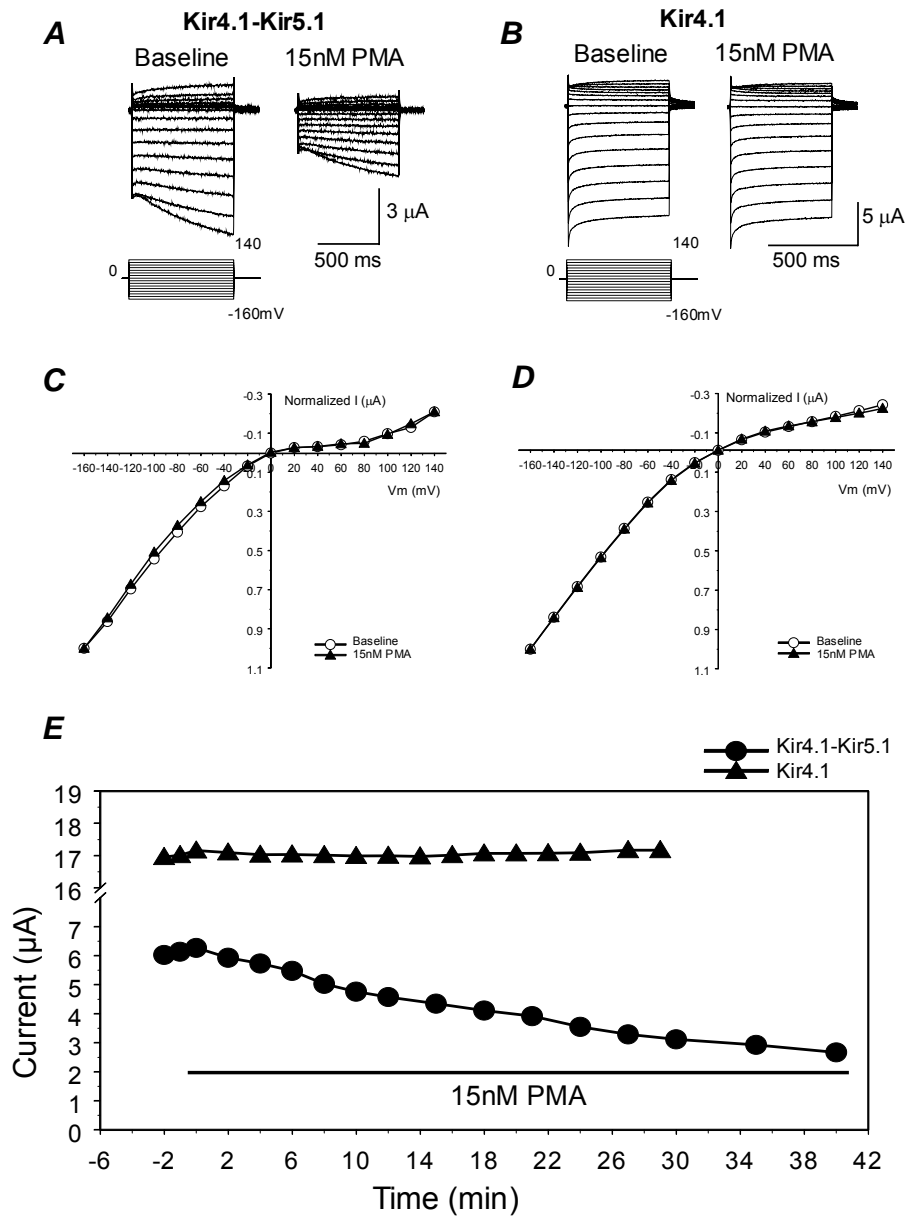 A
Kir4.1-Kir5.1
Baseline
15nM PMA
3 μA
500 ms
140
0
-160mV
B
Kir4.1
Baseline
15nM PMA
5 μA
500 ms
140
0
-160mV
C
Normalized I (μA)
-0.3
-0.1
-160 -140 -120 -100 -80 -60 -40 -20 0 20 40 60 80 100 120 140
0.1
Vm (mV)
0.3
0.5
0.7
0.9
1.1
Baseline
15nM PMA
D
Normalized I (μA)
-0.3
-0.1
-160 -140 -120 -100 -80 -60 -40 -20 0 20 40 60 80 100 120 140
0.1
Vm (mV)
0.3
0.5
0.7
0.9
1.1
Baseline
15nM PMA
E
Kir4.1-Kir5.1
Kir4.1
19
18
17
16
7
6
5
4
3
2
1
0
Current (μA)
15nM PMA
-6 -2 2 6 10 14 18 22 26 30 34 38 42
Time (min)